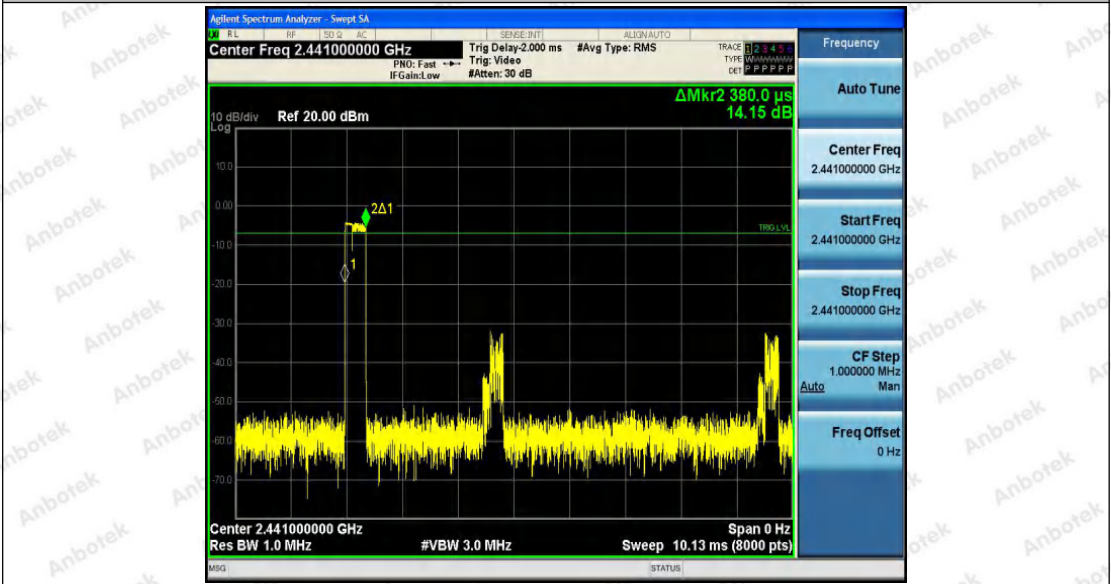 Agilent Spectrum Analyzer - Swept SA
RL RF 50 Ω AC SENSE:INT ALIGNAUTO
Center Freq 2.441000000 GHz
Trig Delay-2.000 ms #Avg Type: RMS
PNO: Fast Trig: Video
IFGain:Low #Atten: 30 dB
TRACE 1 2 3 4 5 6
TYPE W
DET P P P P P P
ΔMkr2 380.0 µs
14.15 dB
10 dB/div Ref 20.00 dBm
Log
10.0
0.00
-10.0
-20.0
-30.0
-40.0
-50.0
-60.0
-70.0
2Δ1
1
TRIG LVL
Center 2.441000000 GHz
Span 0 Hz
Res BW 1.0 MHz #VBW 3.0 MHz Sweep 10.13 ms (8000 pts)
MSG STATUS
Frequency
Auto Tune
Center Freq
2.441000000 GHz
Start Freq
2.441000000 GHz
Stop Freq
2.441000000 GHz
CF Step
1.000000 MHz
Auto Man
Freq Offset
0 Hz
Anbotek